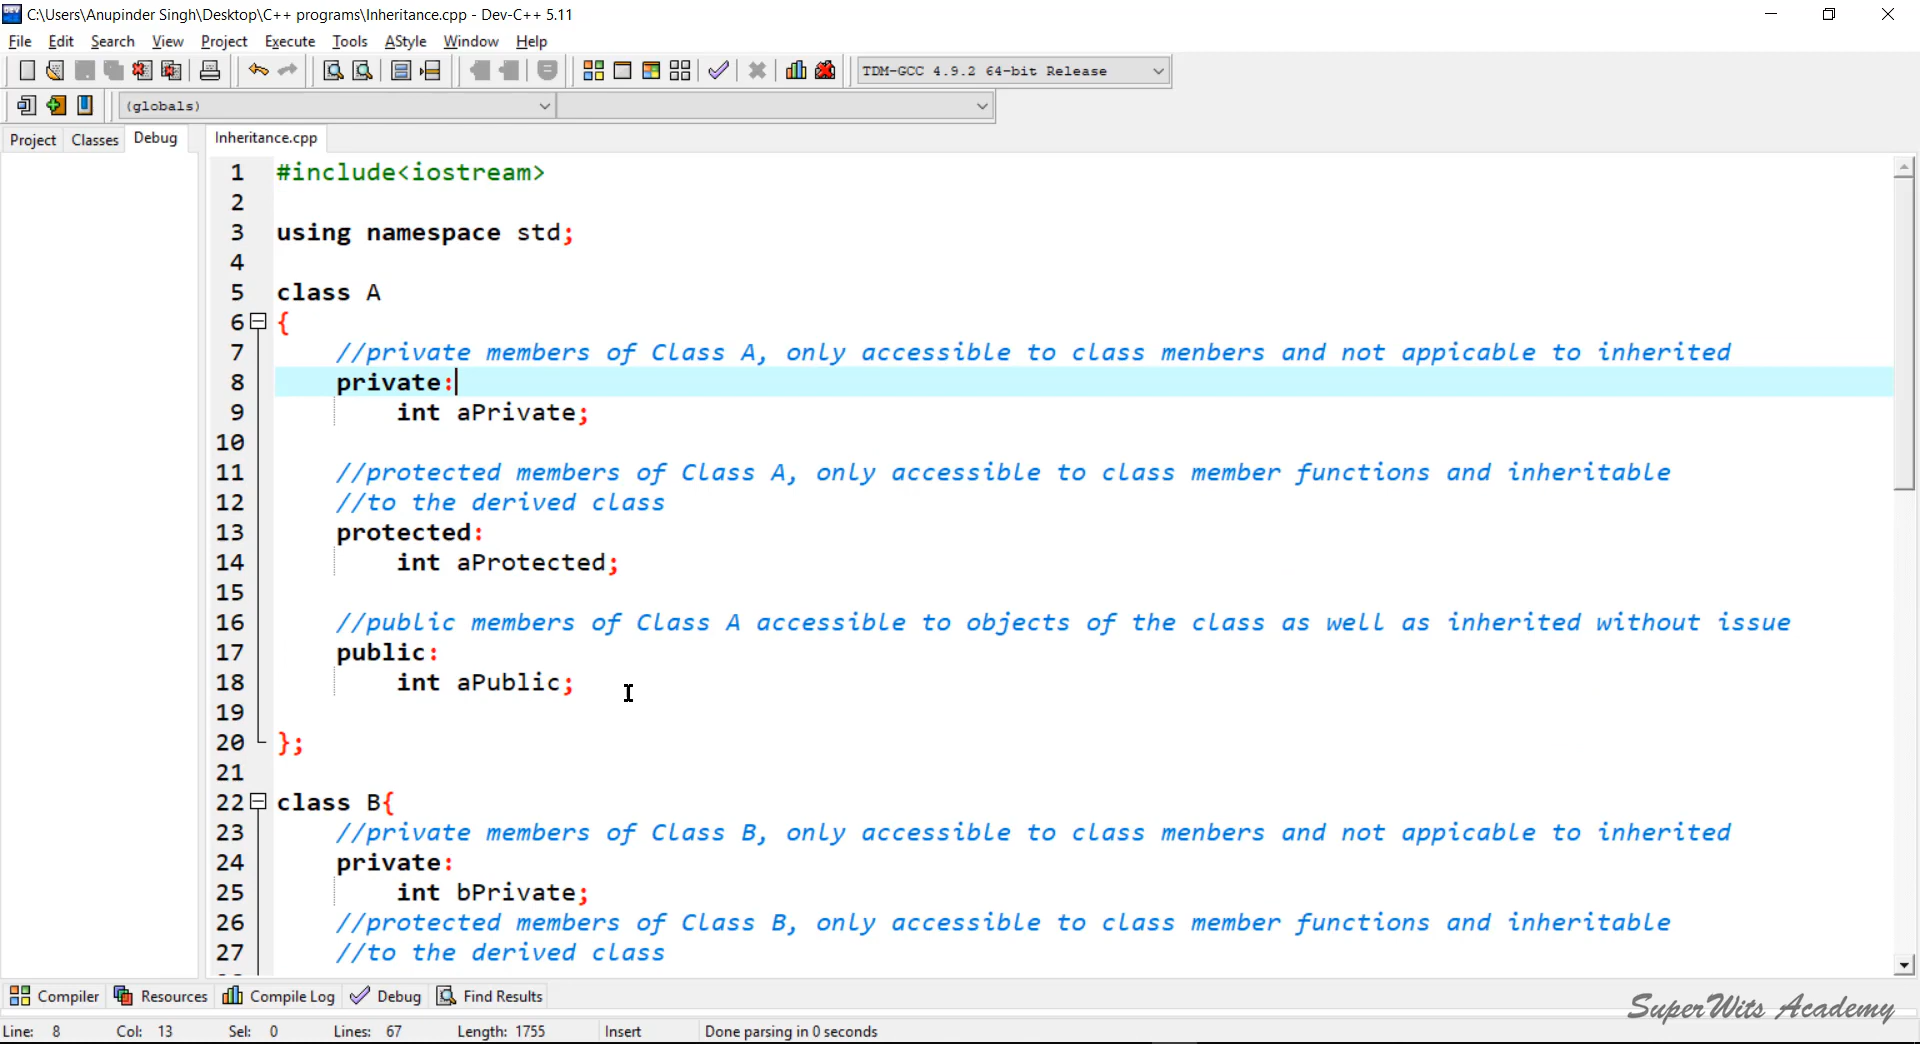 C:\Users\Anupinder Singh\Desktop\C++ programs\Inheritance.cpp - Dev-C++ 5.11
File Edit Search View Project Execute Tools AStyle Window Help
TDM-GCC 4.9.2 64-bit Release
(globals)
Project Classes Debug Inheritance.cpp
1 #include<iostream>
2
3 using namespace std;
4
5 class A
6 {
7 //private members of Class A, only accessible to class menbers and not appicable to inherited
8 private:
9 int aPrivate;
10
11 //protected members of Class A, only accessible to class member functions and inheritable
12 //to the derived class
13 protected:
14 int aProtected;
15
16 //public members of Class A accessible to objects of the class as well as inherited without issue
17 public:
18 int aPublic;
19
20 };
21
22 class B{
23 //private members of Class B, only accessible to class menbers and not appicable to inherited
24 private:
25 int bPrivate;
26 //protected members of Class B, only accessible to class member functions and inheritable
27 //to the derived class
Compiler Resources Compile Log Debug Find Results
SuperWits Academy
Line: 8 Col: 13 Sel: 0 Lines: 67 Length: 1755 Insert Done parsing in 0 seconds